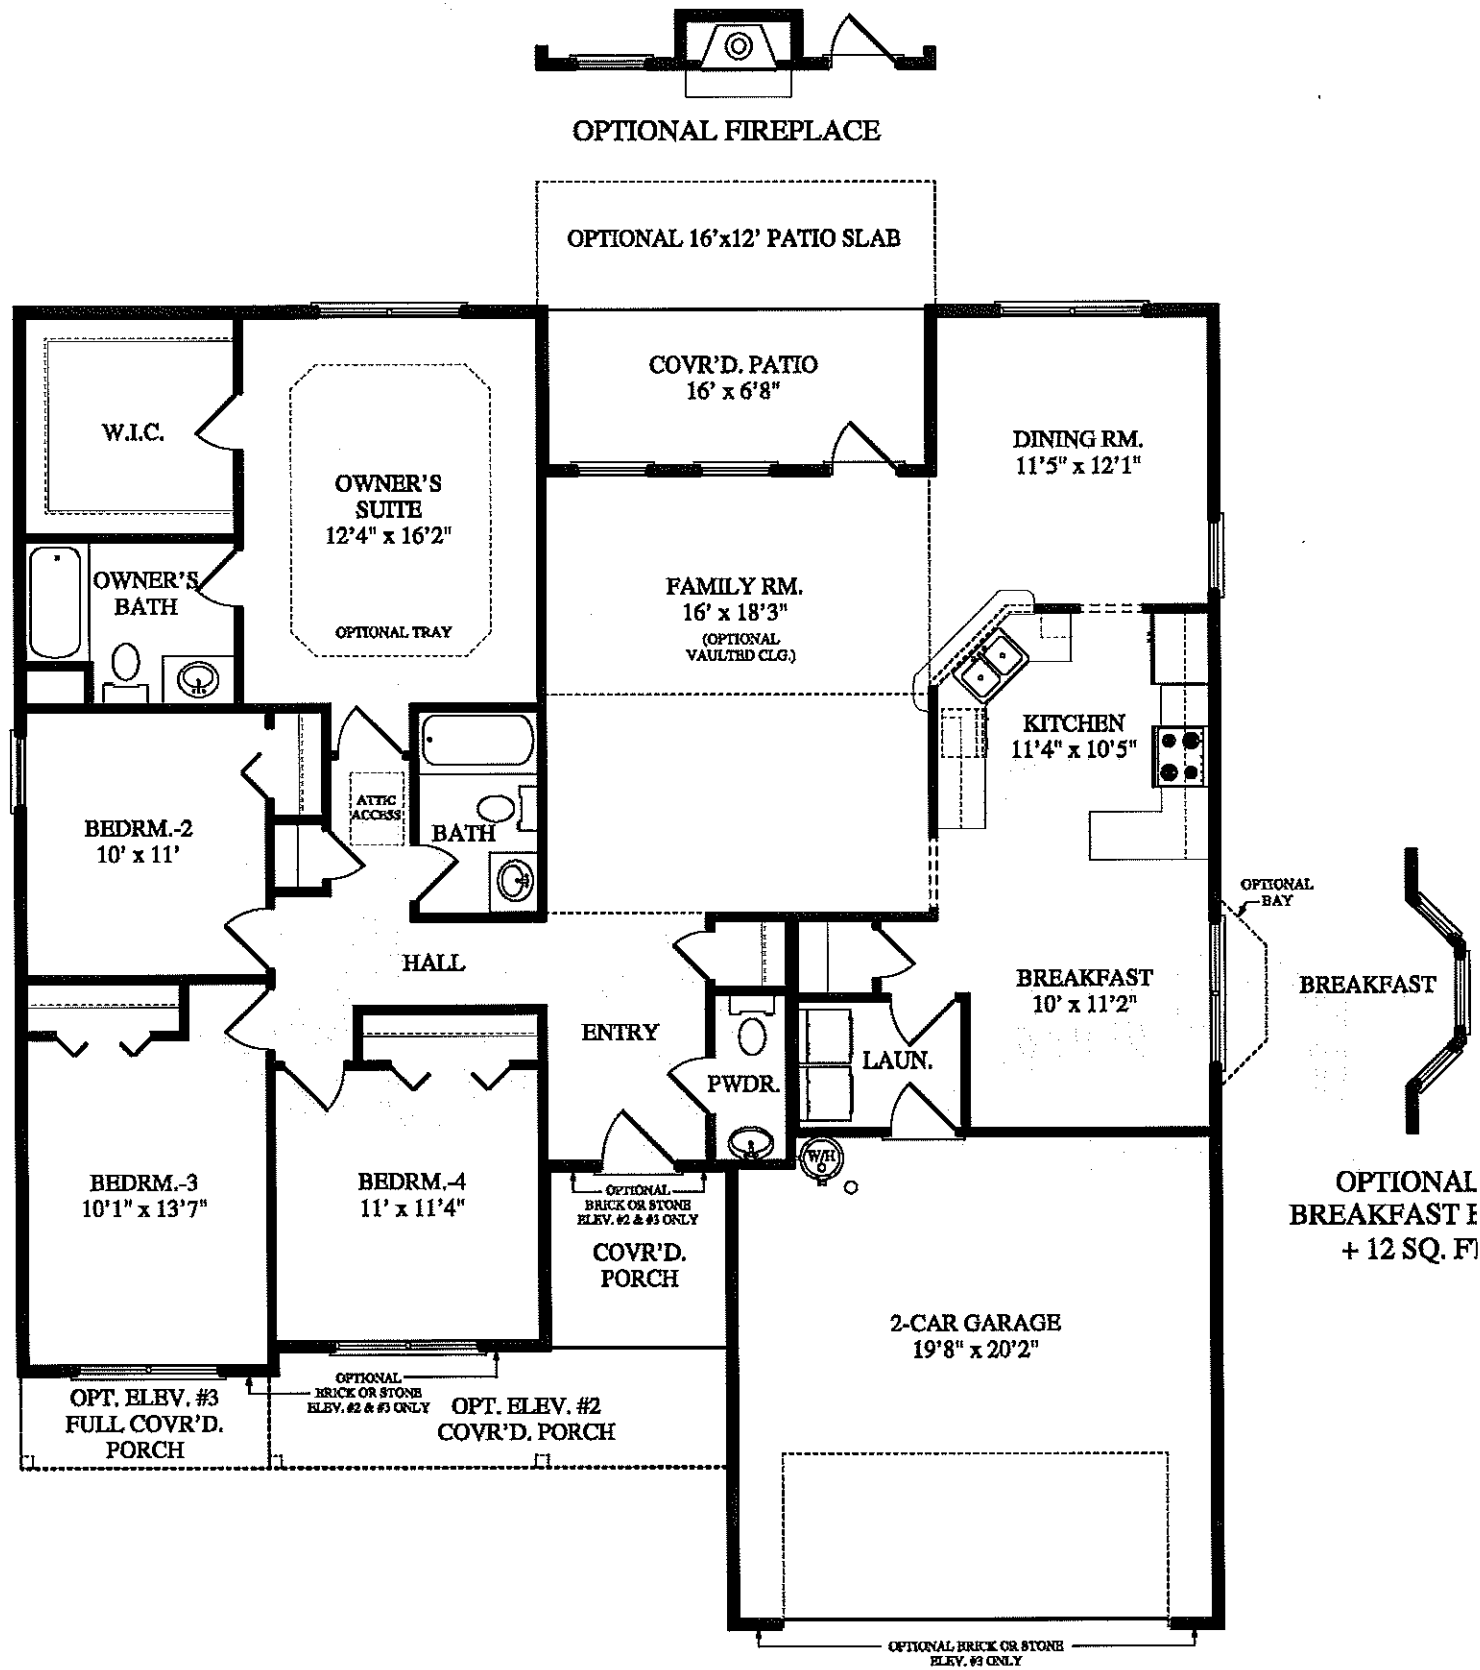 OPTIONAL FIREPLACE
OPTIONAL 16'x12' PATIO SLAB
COVR'D. PATIO
16' x 6'8"
W.I.C.
OWNER'S
SUITE
12'4" x 16'2"
OPTIONAL TRAY
DINING RM.
11'5" x 12'1"
OWNER'S
BATH
FAMILY RM.
16' x 18'3"
(OPTIONAL
VAULTED CLG.)
KITCHEN
11'4" x 10'5"
ATTIC
ACCESS
BEDRM.-2
10' x 11'
BATH
OPTIONAL
BAY
HALL
BREAKFAST
10' x 11'2"
BREAKFAST
ENTRY
LAUN.
PWDR.
W/H
BEDRM.-3
10'1" x 13'7"
BEDRM.-4
11' x 11'4"
OPTIONAL
BRICK OR STONE
ELEV. #2 & #3 ONLY
COVR'D.
PORCH
OPTIONAL
BREAKFAST
+ 12 SQ.
2-CAR GARAGE
19'8" x 20'2"
OPTIONAL
BRICK OR STONE
ELEV. #2 & #3 ONLY
OPT. ELEV. #3
FULL COVR'D.
PORCH
OPT. ELEV. #2
COVR'D. PORCH
OPTIONAL BRICK OR STONE
ELEV. #3 ONLY